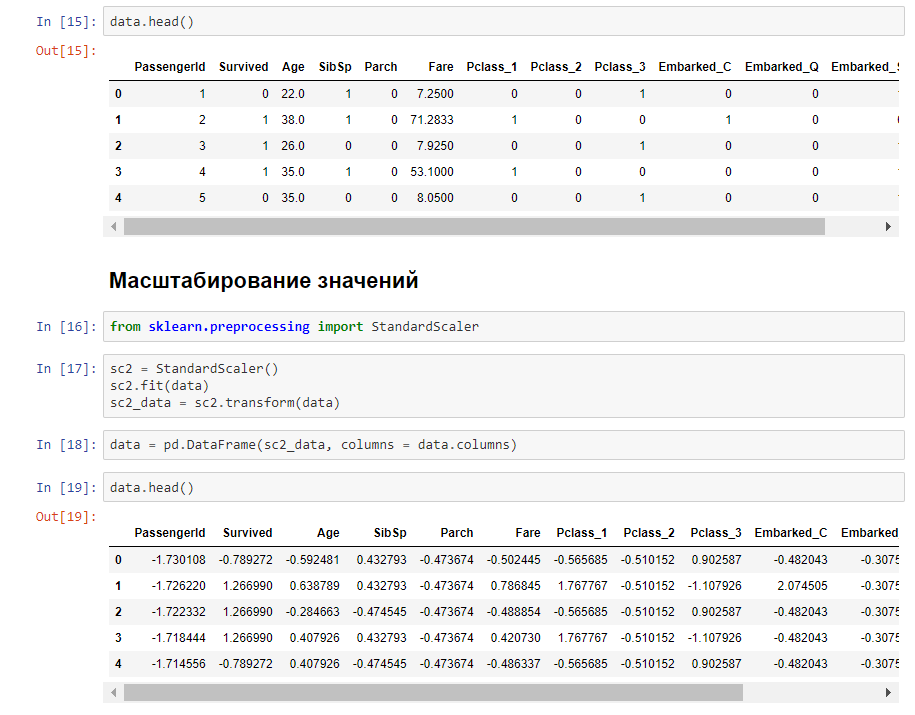 In [15]: data.head()
Out[15]:
PassengerId Survived Age SibSp Parch Fare Pclass_1 Pclass_2 Pclass_3 Embarked_C Embarked_Q
0 1 0 22.0 1 0 7.2500 0 0 1 0 0
1 2 1 38.0 1 0 71.2833 1 0 0 1 0
2 3 1 26.0 0 0 7.9250 0 0 1 0 0
3 4 1 35.0 1 0 53.1000 1 0 0 0 0
4 5 0 35.0 0 0 8.0500 0 0 1 0 0
Масштабирование значений
In [16]: from sklearn.preprocessing import StandardScaler
In [17]: sc2 = StandardScaler()
sc2.fit(data)
sc2_data = sc2.transform(data)
In [18]: data = pd.DataFrame(sc2_data, columns = data.columns)
In [19]: data.head()
Out[19]:
PassengerId Survived Age SibSp Parch Fare Pclass_1 Pclass_2 Pclass_3 Embarked_C Embarked
0 -1.730108 -0.789272 -0.592481 0.432793 -0.473674 -0.502445 -0.565685 -0.510152 0.902587 -0.482043 -0.3075
1 -1.726220 1.266990 0.638789 0.432793 -0.473674 0.786845 1.767767 -0.510152 -1.107926 2.074505 -0.3075
2 -1.722332 1.266990 -0.284663 -0.474545 -0.473674 -0.488854 -0.565685 -0.510152 0.902587 -0.482043 -0.3075
3 -1.718444 1.266990 0.407926 0.432793 -0.473674 0.420730 1.767767 -0.510152 -1.107926 -0.482043 -0.3075
4 -1.714556 -0.789272 0.407926 -0.474545 -0.473674 -0.486337 -0.565685 -0.510152 0.902587 -0.482043 -0.3075